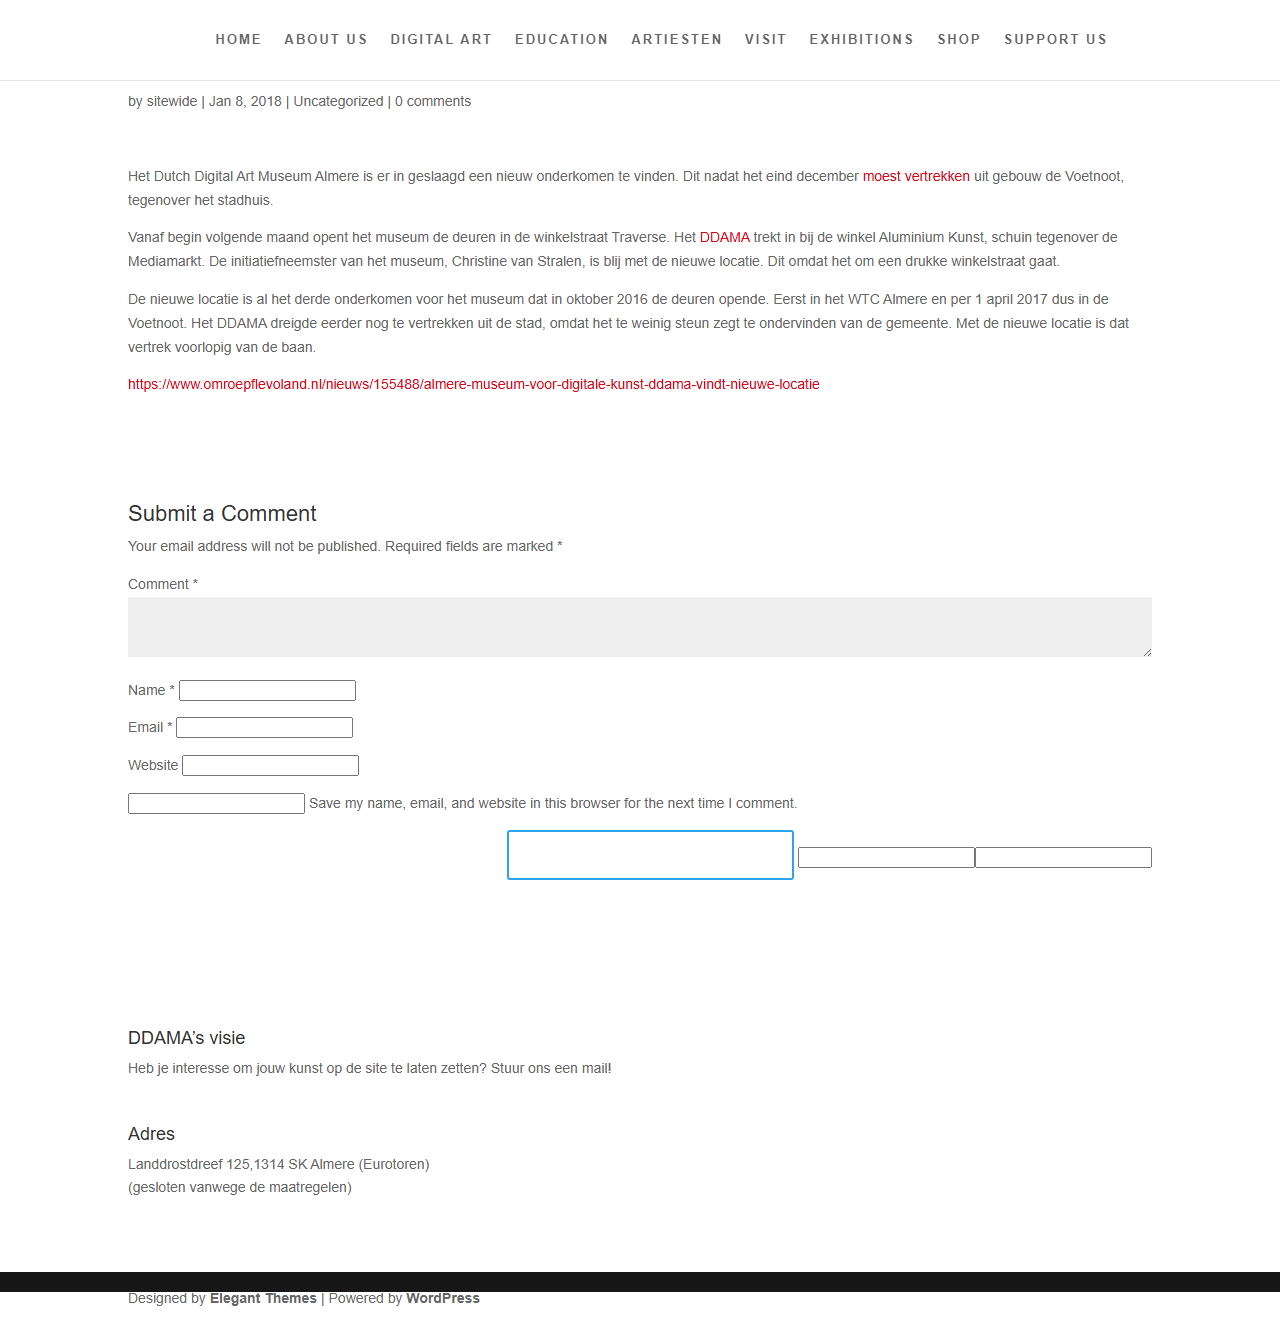 HOME ABOUT US DIGITAL ART EDUCATION ARTIESTEN VISIT EXHIBITIONS SHOP SUPPORT US
by sitewide | Jan 8, 2018 | Uncategorized | 0 comments
Het Dutch Digital Art Museum Almere is er in geslaagd een nieuw onderkomen te vinden. Dit nadat het eind december moest vertrekken uit gebouw de Voetnoot,
tegenover het stadhuis.
Vanaf begin volgende maand opent het museum de deuren in de winkelstraat Traverse. Het DDAMA trekt in bij de winkel Aluminium Kunst, schuin tegenover de
Mediamarkt. De initiatiefneemster van het museum, Christine van Stralen, is blij met de nieuwe locatie. Dit omdat het om een drukke winkelstraat gaat.
De nieuwe locatie is al het derde onderkomen voor het museum dat in oktober 2016 de deuren opende. Eerst in het WTC Almere en per 1 april 2017 dus in de
Voetnoot. Het DDAMA dreigde eerder nog te vertrekken uit de stad, omdat het te weinig steun zegt te ondervinden van de gemeente. Met de nieuwe locatie is dat
vertrek voorlopig van de baan.
https://www.omroepflevoland.nl/nieuws/155488/almere-museum-voor-digitale-kunst-ddama-vindt-nieuwe-locatie
Submit a Comment
Your email address will not be published. Required fields are marked *
Comment *
Name *
Email *
Website
Save my name, email, and website in this browser for the next time I comment.
DDAMA’s visie
Heb je interesse om jouw kunst op de site te laten zetten? Stuur ons een mail!
Adres
Landdrostdreef 125,1314 SK Almere (Eurotoren)
(gesloten vanwege de maatregelen)
Designed by Elegant Themes | Powered by WordPress